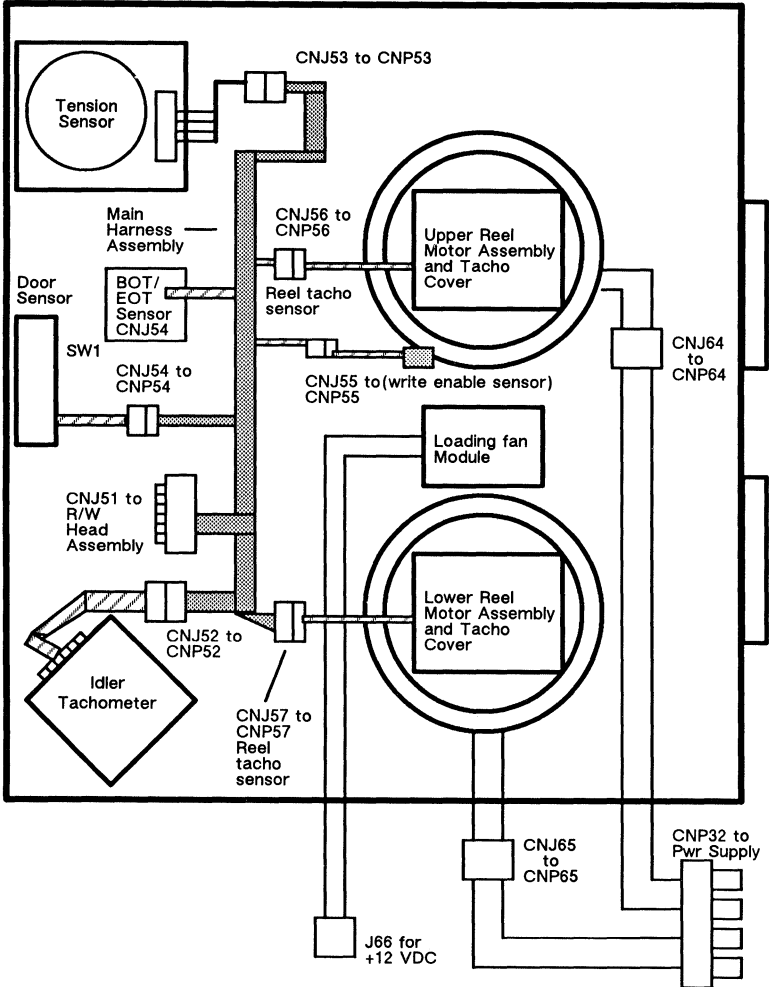 CNJ53 to CNP53
Tension
Sensor
Main
Harness
Assembly
CNJ56 to
CNP56
Upper Reel
Motor Assembly
and Tacho
Cover
Door
Sensor
BOT/
EOT
Sensor
CNJ54
Reel tacho
sensor
SW1
CNJ54 to
CNP54
CNJ55 to(write enable sensor)
CNP55
CNJ64
to
CNP64
Loading fan
Module
CNJ51 to
R/W
Head
Assembly
Lower Reel
Motor Assembly
and Tacho
Cover
CNJ52 to
CNP52
Idler
Tachometer
CNJ57 to
CNP57
Reel
tacho
sensor
CNJ65
to
CNP65
CNP32 to
Pwr Supply
J66 for
+12 VDC